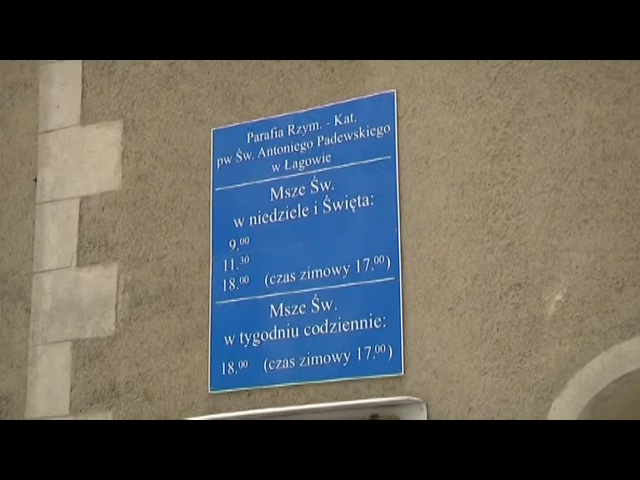 Parafia Rzym. - Kat.
pw Św. Antoniego Padewskiego
w Łagowie
Msze Św.
w niedziele i Święta:
9.00
11.30
18.00 (czas zimowy 17.00)
Msze Św.
w tygodniu codziennie:
18.00 (czas zimowy 17.00)